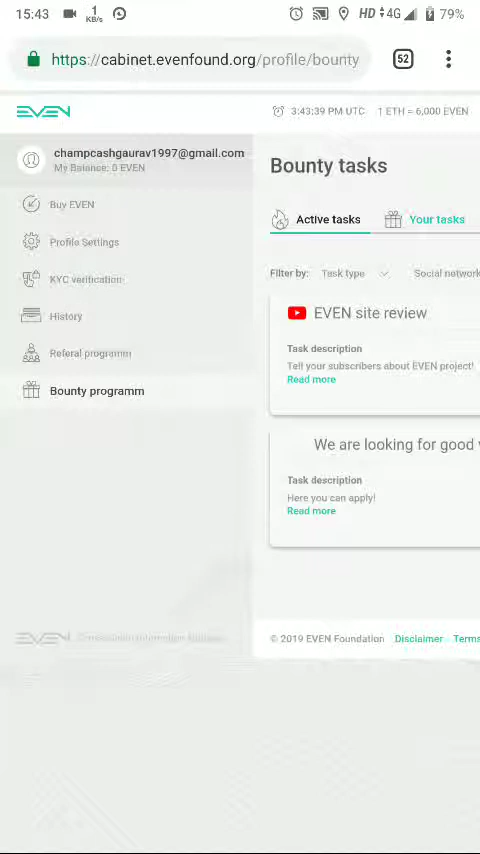 15:43 1 KB/s HD 4G 79%
https://cabinet.evenfound.org/profile/bounty 52
EVEN 3:43:39 PM UTC 1 ETH = 6,000 EVEN
champcashgaurav1997@gmail.com
My Balance: 0 EVEN
Buy EVEN
Profile Settings
KYC verification
History
Referal programm
Bounty programm
Bounty tasks
Active tasks Your tasks
Filter by: Task type Social network
EVEN site review
Task description
Tell your subscribers about EVEN project!
Read more
We are looking for good
Task description
Here you can apply!
Read more
EVEN
© 2019 EVEN Foundation Disclaimer Terms